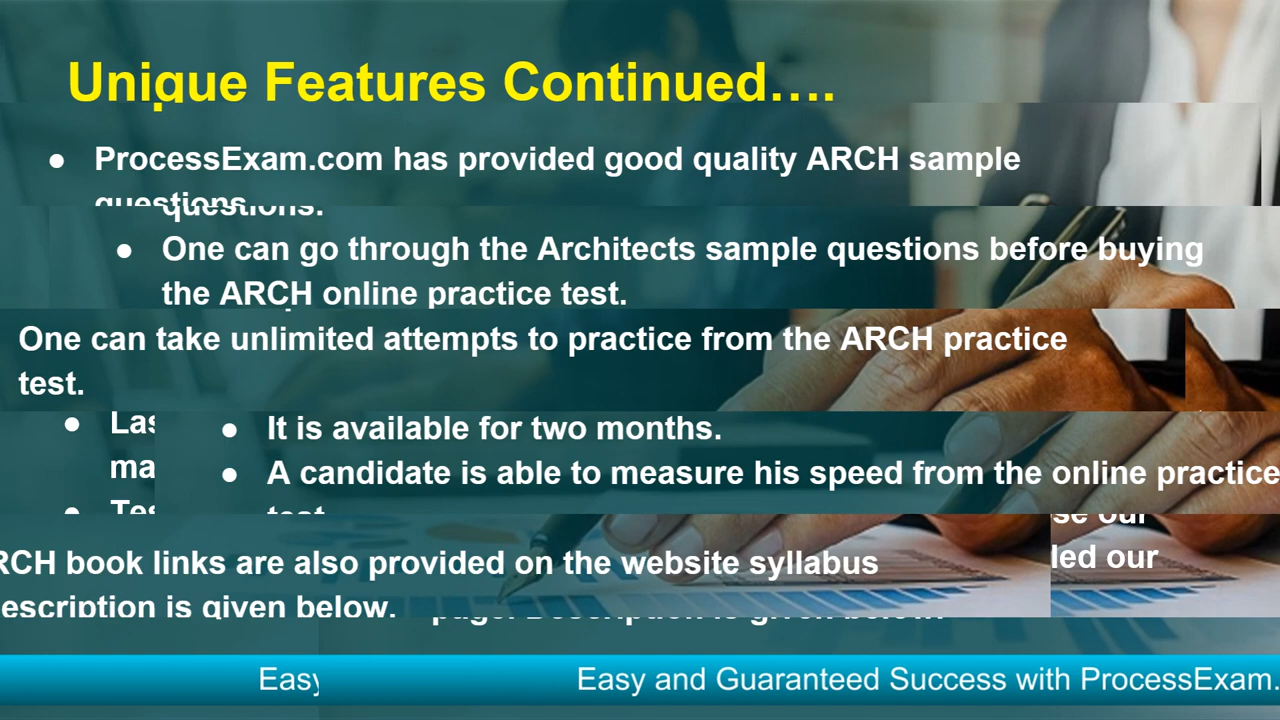 Unique Features Continued….
● ProcessExam.com has provided good quality ARCH sample
questions.
● One can go through the Architects sample questions before buying
the ARCH online practice test.
One can take unlimited attempts to practice from the ARCH practice
test.
● It is available for two months.
● A candidate is able to measure his speed from the online practice
test
led our
RCH book links are also provided on the website syllabus
escription is given below.
Easy
Easy and Guaranteed Success with ProcessExam.